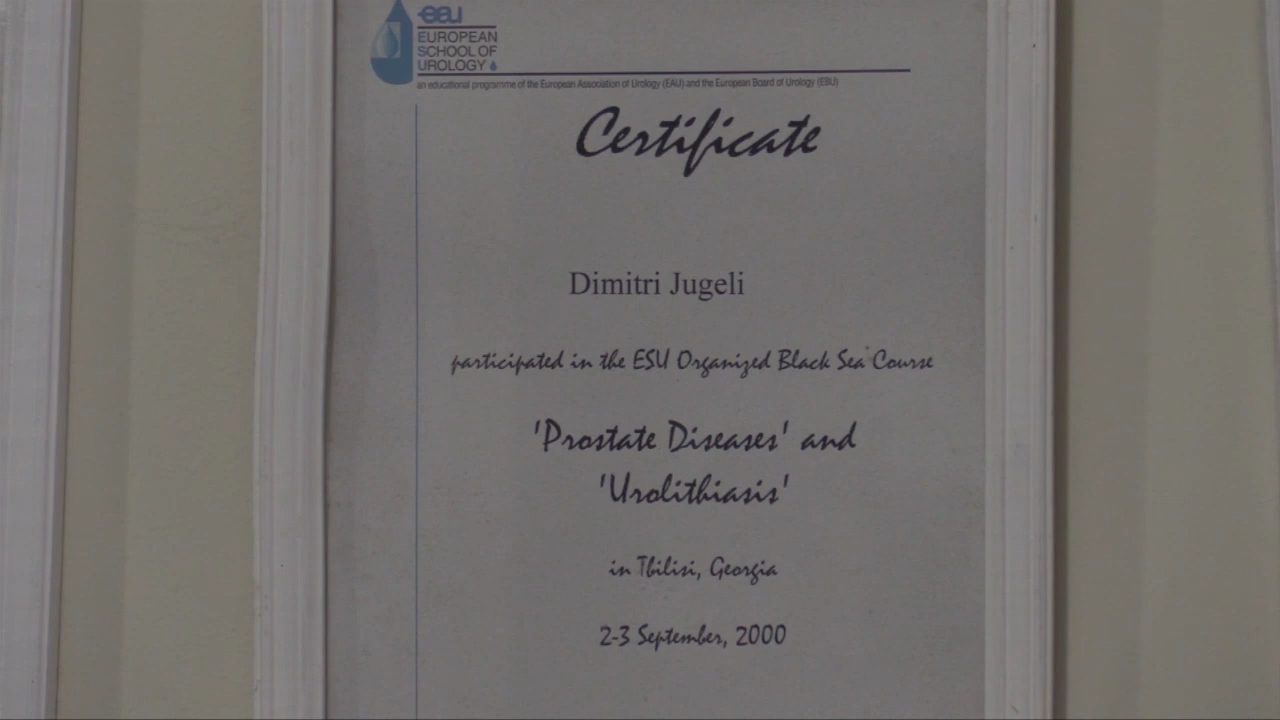 eau
EUROPEAN
SCHOOL OF
UROLOGY
an educational programme of the European Association of Urology (EAU) and the European Board of Urology (EBU)
Certificate
Dimitri Jugeli
participated in the ESU Organized Black Sea Course
'Prostate Diseases' and
'Urolithiasis'
in Tbilisi, Georgia
2-3 September, 2000